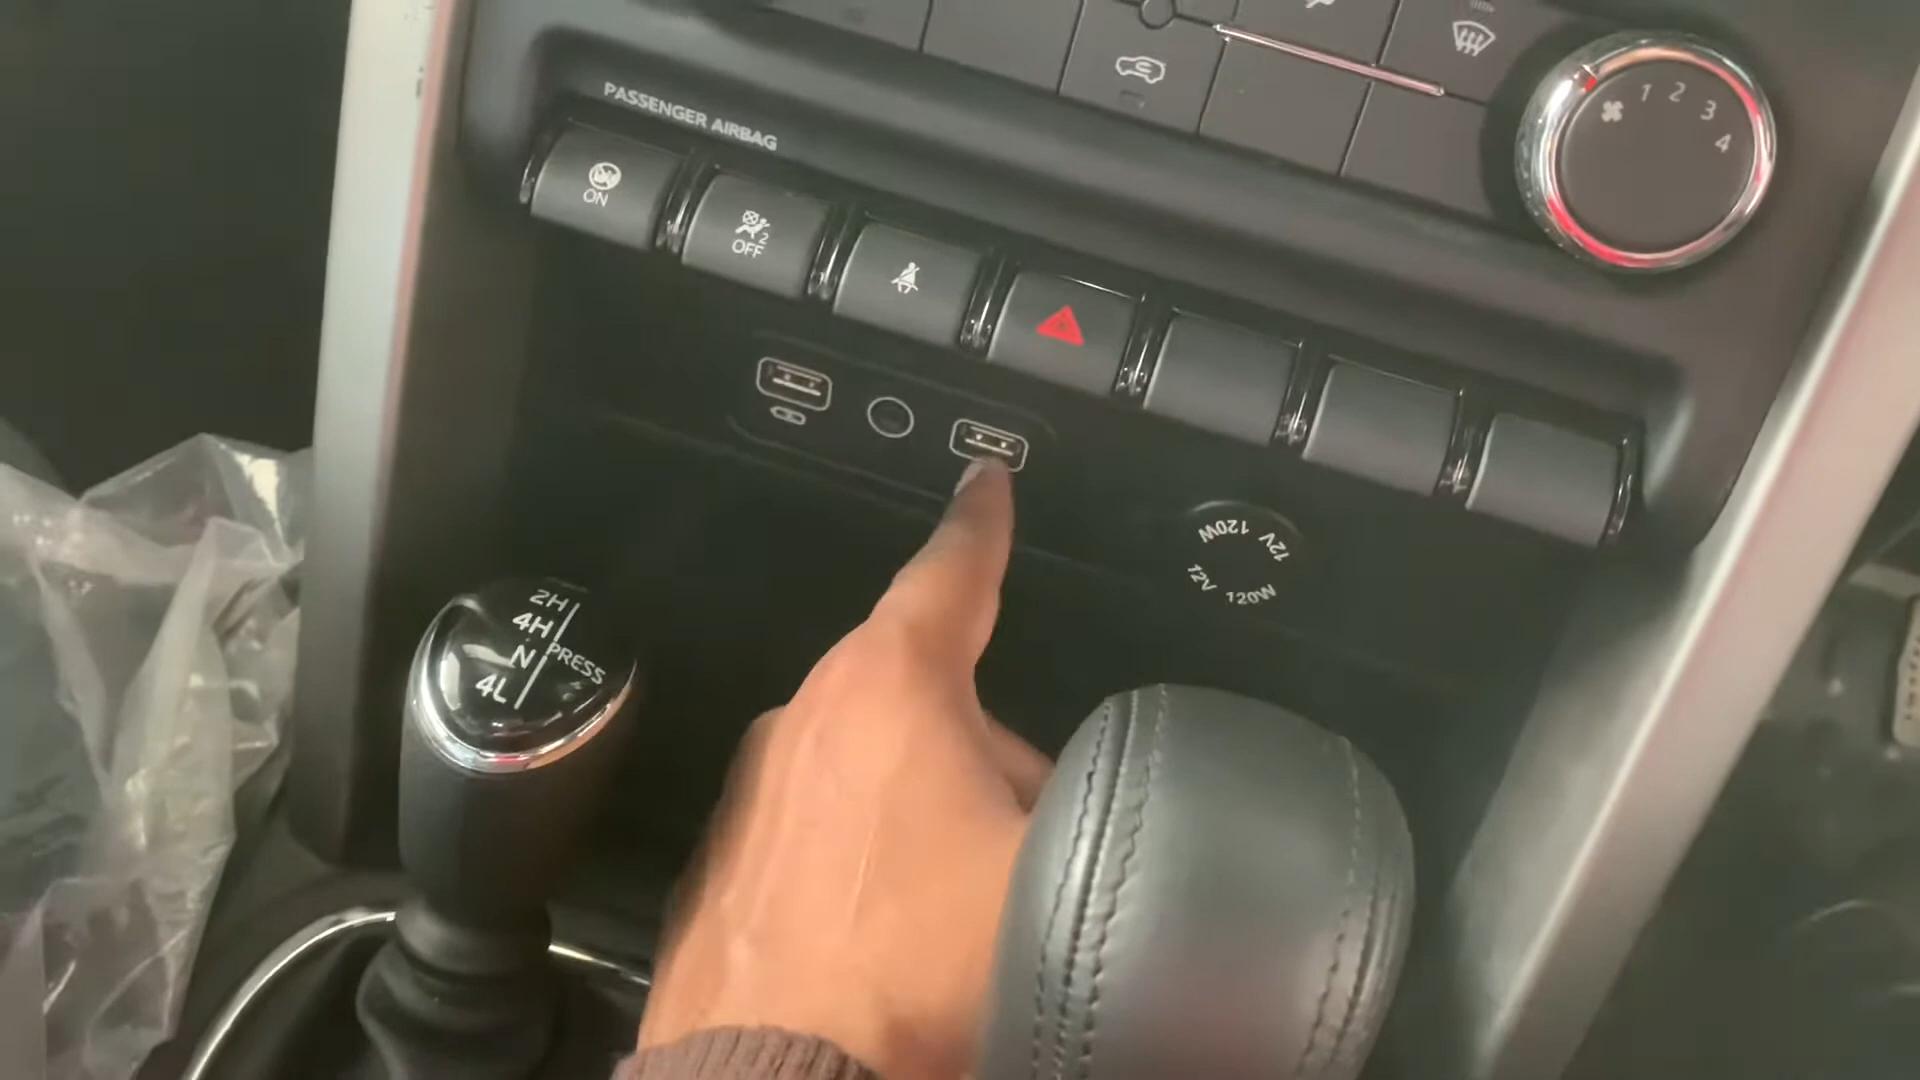 PASSENGER AIRBAG
ON
2
OFF
1 2 3 4
12V 120W
12V 120W
2H
4H
N PRESS
4L